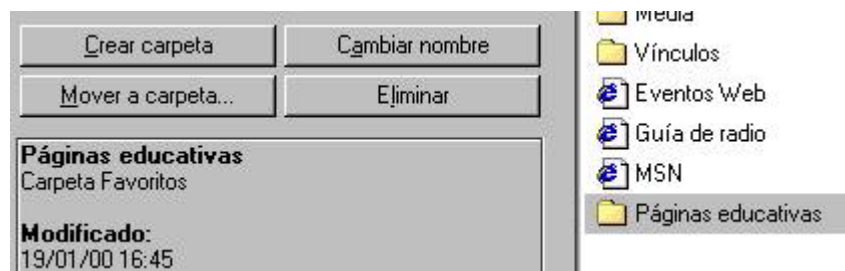 Crear carpeta
Cambiar nombre
Mover a carpeta...
Eliminar
Páginas educativas
Carpeta Favoritos
Modificado:
19/01/00 16:45
Media
Vínculos
Eventos Web
Guía de radio
MSN
Páginas educativas